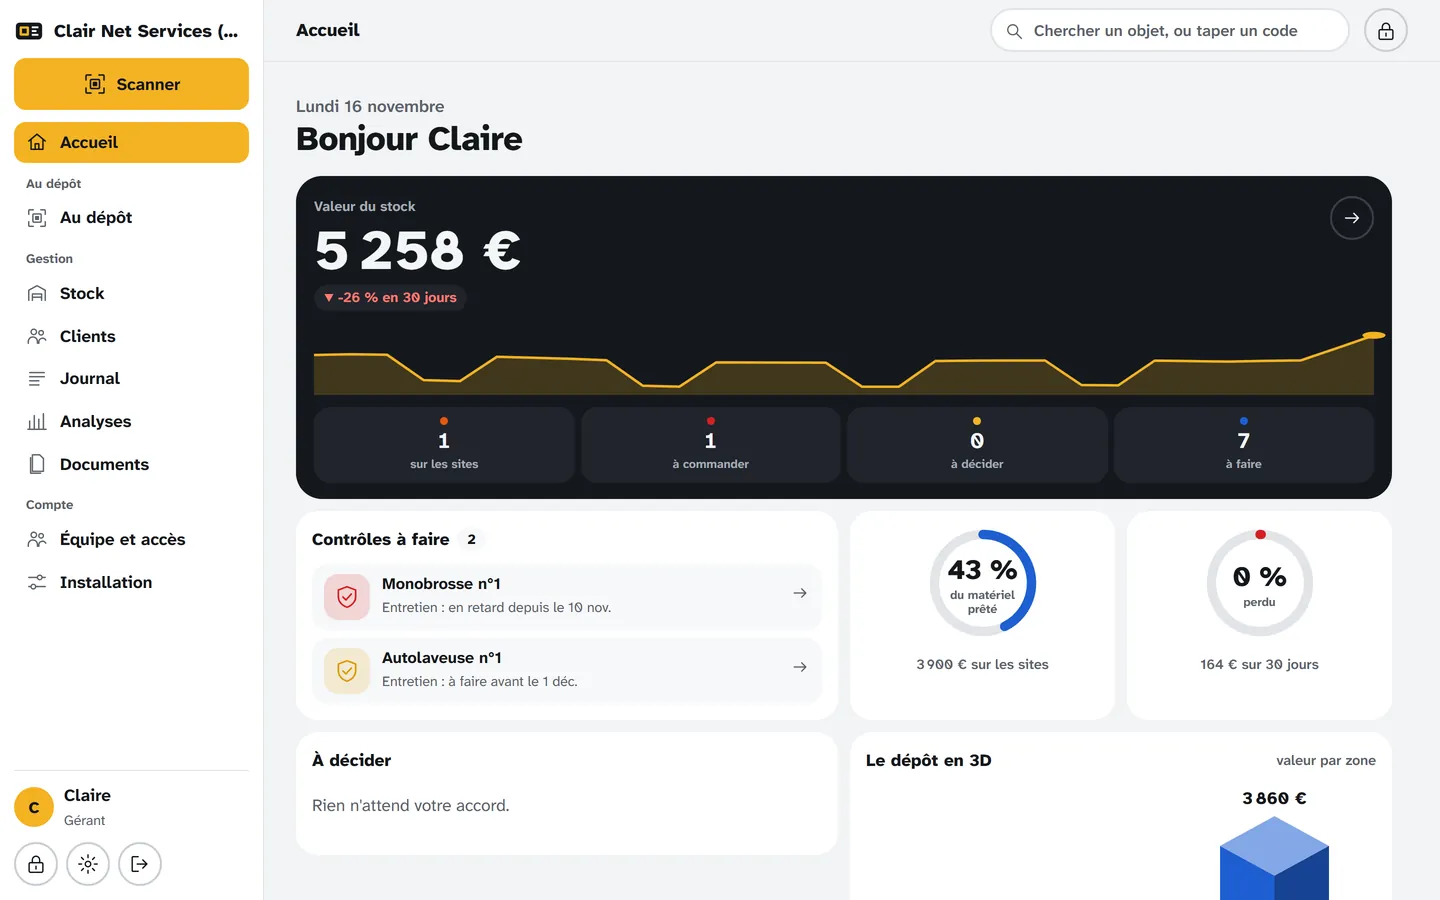 Clair Net Services (...
Scanner
Accueil
Au dépôt
Au dépôt
Gestion
Stock
Clients
Journal
Analyses
Documents
Compte
Équipe et accès
Installation
C
Claire
Gérant
Accueil
Chercher un objet, ou taper un code
Lundi 16 novembre
Bonjour Claire
Valeur du stock
5 258 €
▼ -26 % en 30 jours
1
sur les sites
1
à commander
0
à décider
7
à faire
Contrôles à faire 2
Monobrosse n°1
Entretien : en retard depuis le 10 nov.
Autolaveuse n°1
Entretien : à faire avant le 1 déc.
43 %
du matériel
prêté
3 900 € sur les sites
0 %
perdu
164 € sur 30 jours
À décider
Rien n'attend votre accord.
Le dépôt en 3D
valeur par zone
3 860 €